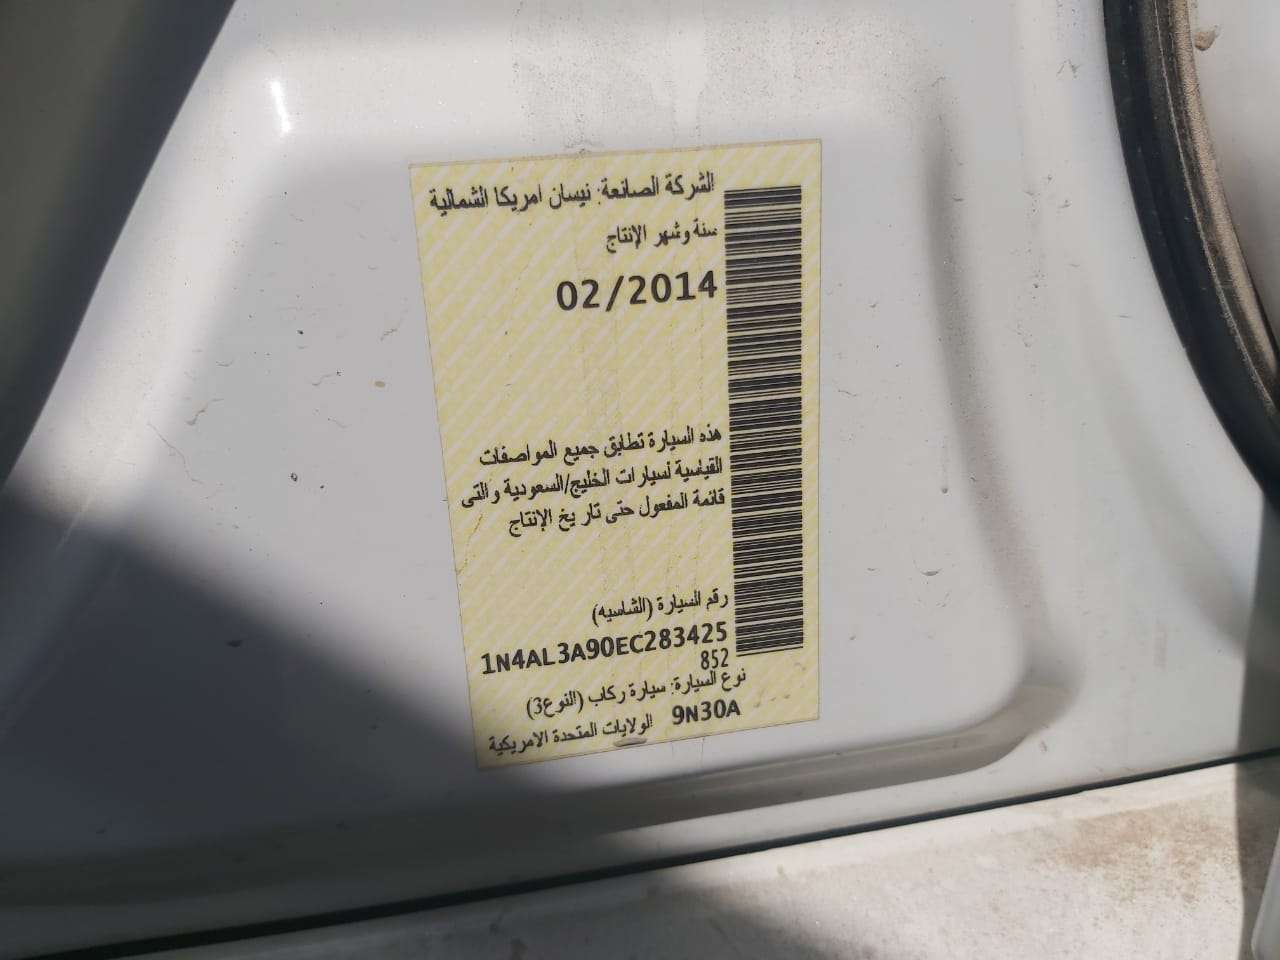 الشركة الصانعة: نيسان امريكا الشمالية
سنة وشهر الإنتاج
02/2014
هذه السيارة تطابق جميع المواصفات
القياسية لسيارات الخليج/السعودية والتى
قائمة المفعول حتى تاريخ الإنتاج
رقم السيارة (الشاسيه)
1N4AL3A90EC283425
852
نوع السيارة: سيارة ركاب (النوع3)
9N30A الولايات المتحدة الامريكية